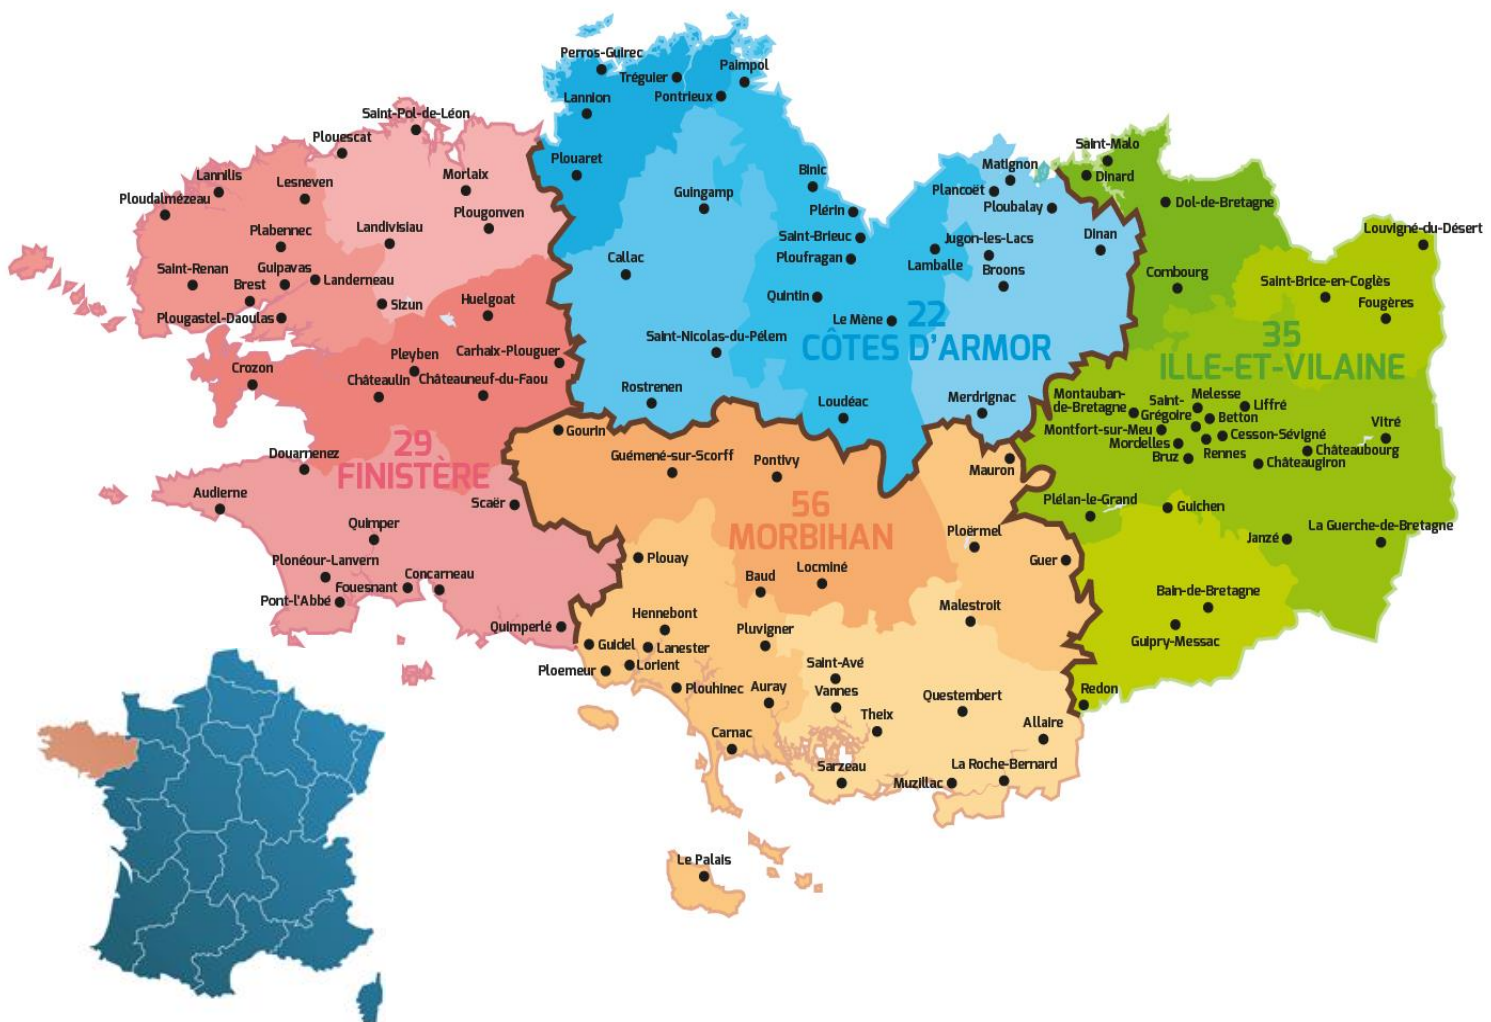 Perros-Guirec
Tréguier
Paimpol
Lannion
Pontrieux
Plouaret
Guingamp
Binic
Plérin
Saint-Brieuc
Ploufragan
Callac
Quintin
Le Mène
Saint-Nicolas-du-Pélem
Rostrenen
Loudéac
Matignon
Plancoët
Ploubalay
Jugon-les-Lacs
Lamballe
Broons
Dinan
Merdrignac
22
CÔTES D'ARMOR
Saint-Pol-de-Léon
Plouescat
Lannilis
Lesneven
Morlaix
Ploudalmézeau
Plougonven
Plabennec
Landivisiau
Saint-Renan
Guipavas
Landerneau
Brest
Sizun
Huelgoat
Plougastel-Daoulas
Pleyben
Carhaix-Plouguer
Crozon
Châteaulin
Châteauneuf-du-Faou
29
FINISTÈRE
Douarnenez
Audierne
Scaër
Quimper
Plonéour-Lanvern
Fouesnant
Concarneau
Pont-l'Abbé
Quimperlé
Saint-Malo
Dinard
Dol-de-Bretagne
Louvigné-du-Désert
Combourg
Saint-Brice-en-Coglès
Fougères
35
ILLE-ET-VILAINE
Montauban-
de-Bretagne
Saint-
Grégoire
Melesse
Liffré
Betton
Montfort-sur-Meu
Cesson-Sévigné
Vitré
Mordelles
Rennes
Châteaubourg
Bruz
Châteaugiron
Plélan-le-Grand
Guichen
La Guerche-de-Bretagne
Janzé
Bain-de-Bretagne
Guipry-Messac
Redon
Gourin
Guémené-sur-Scorff
Pontivy
Mauron
56
MORBIHAN
Ploërmel
Plouay
Guer
Baud
Locminé
Hennebont
Malestroit
Pluvigner
Guidel
Lanester
Ploemeur
Lorient
Saint-Avé
Plouhinec
Auray
Vannes
Questembert
Theix
Allaire
Carnac
Sarzeau
La Roche-Bernard
Muzillac
Le Palais